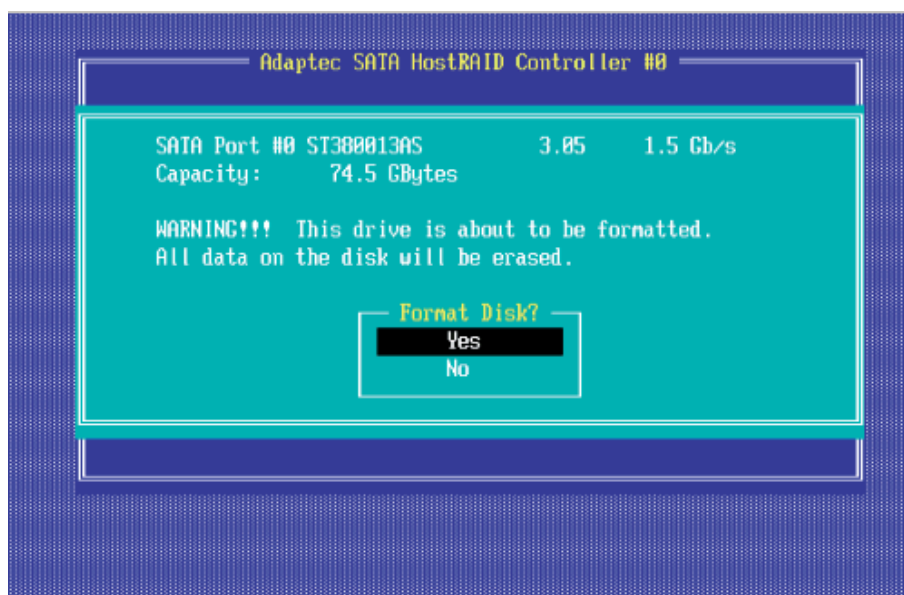 Adaptec SATA HostRAID Controller #0
SATA Port #0 ST380013AS 3.05 1.5 Gb/s
Capacity: 74.5 GBytes
WARNING!!! This drive is about to be formatted.
All data on the disk will be erased.
Format Disk?
Yes
No